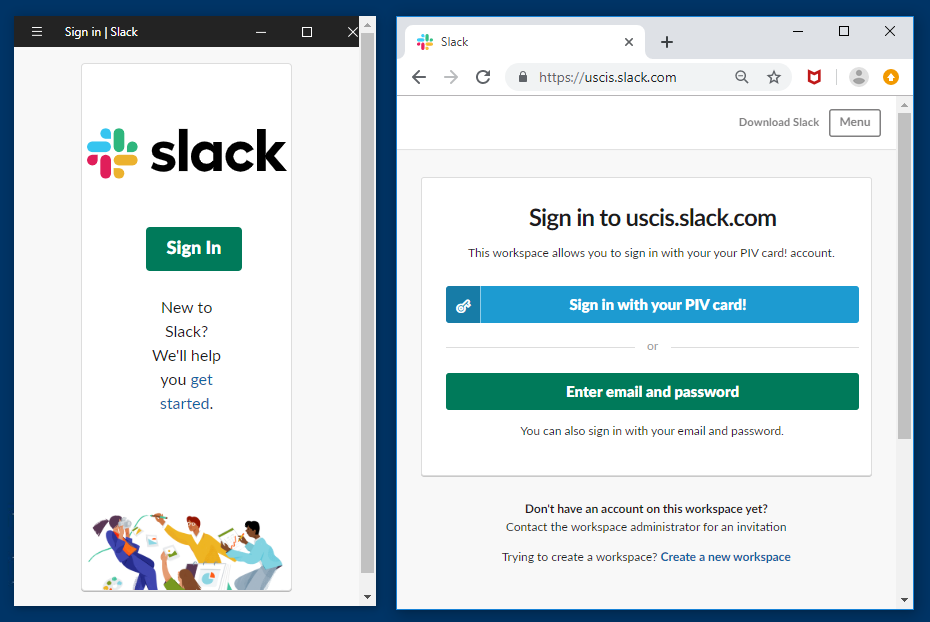 Sign in | Slack
slack
Sign In
New to
Slack?
We'll help
you get
started.
Slack
https://uscis.slack.com
Download Slack
Menu
Sign in to uscis.slack.com
This workspace allows you to sign in with your your PIV card! account.
Sign in with your PIV card!
or
Enter email and password
You can also sign in with your email and password.
Don't have an account on this workspace yet?
Contact the workspace administrator for an invitation
Trying to create a workspace? Create a new workspace